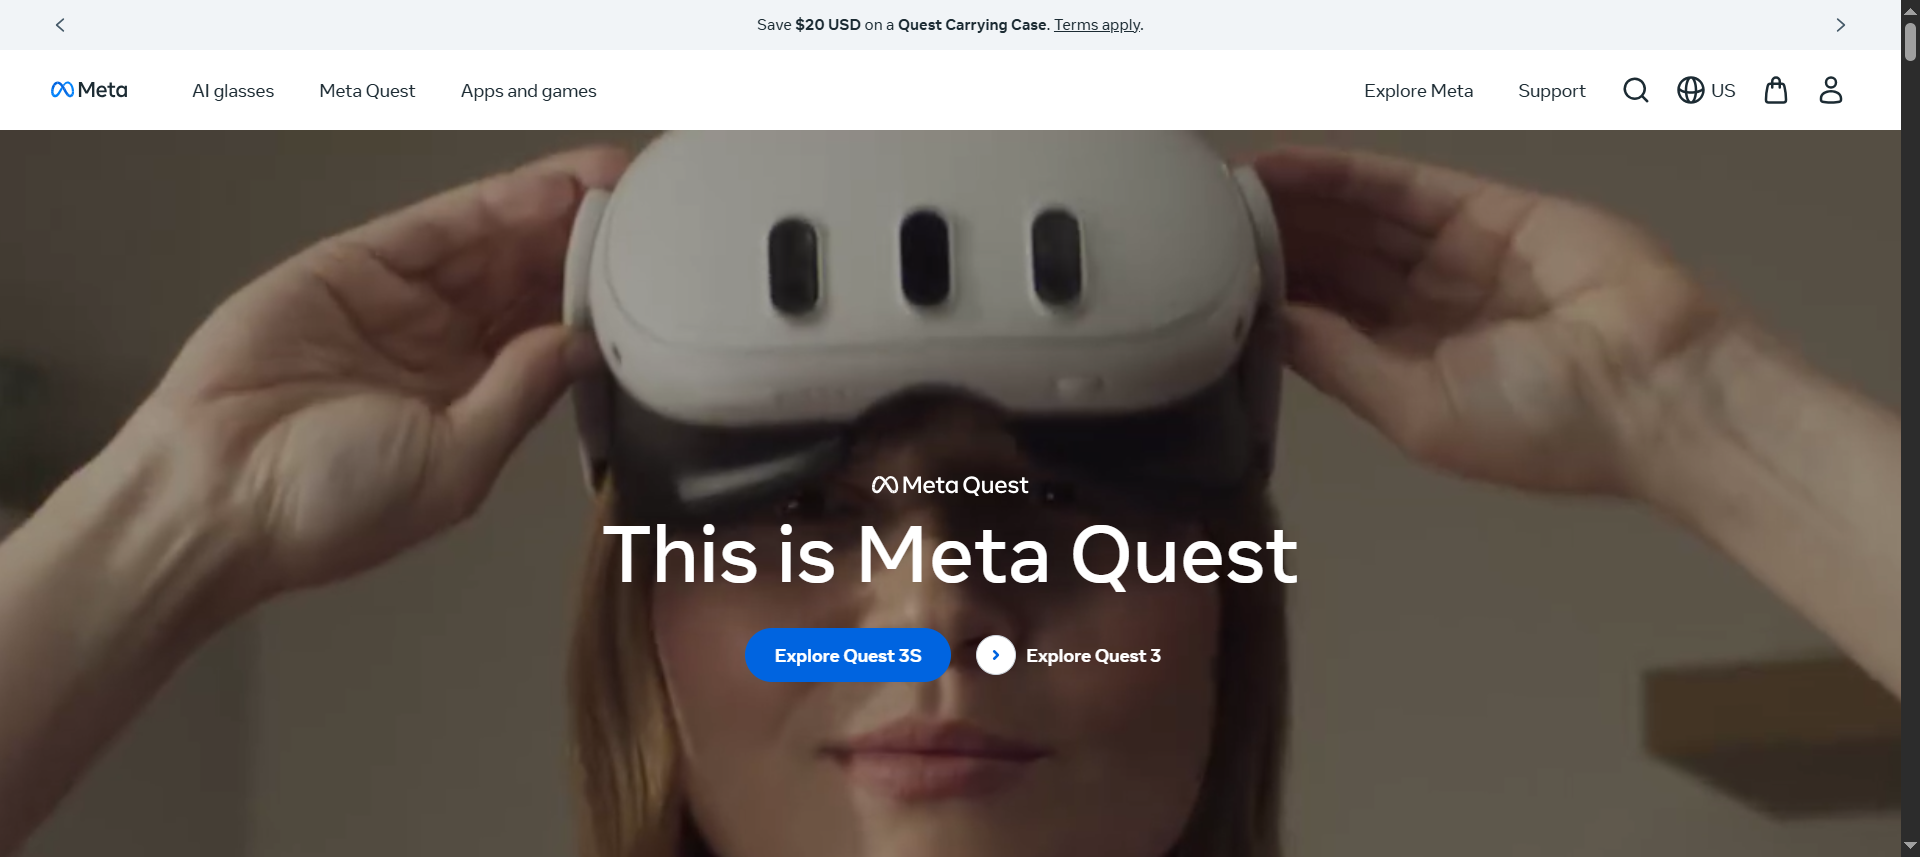 Save $20 USD on a Quest Carrying Case. Terms apply.
Meta
AI glasses
Meta Quest
Apps and games
Explore Meta
Support
US
Meta Quest
This is Meta Quest
Explore Quest 3S
Explore Quest 3